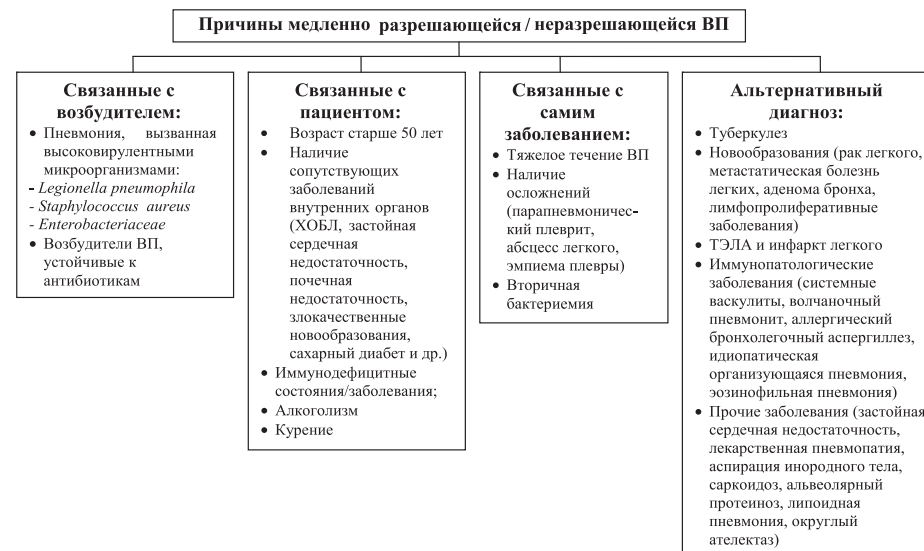 Причины медленно разрешающейся / неразрешающейся ВП
Связанные с
возбудителем:
• Пневмония, вызванная
высоковирулентными
микроорганизмами:
- Legionella pneumophila
- Staphylococcus aureus
- Enterobacteriaceae
• Возбудители ВП,
устойчивые к
антибиотикам
Связанные с
пациентом:
• Возраст старше 50 лет
• Наличие
сопутствующих
заболеваний
внутренних органов
(ХОБЛ, застойная
сердечная
недостаточность,
почечная
недостаточность,
злокачественные
новообразования,
сахарный диабет и др.)
• Иммунодефицитные
состояния/заболевания;
• Алкоголизм
• Курение
Связанные с
самим
заболеванием:
• Тяжелое течение ВП
• Наличие
осложнений
(парапневмоничес-
кий плеврит,
абсцесс легкого,
эмпиема плевры)
• Вторичная
бактериемия
Альтернативный
диагноз:
• Туберкулез
• Новообразования (рак легкого,
метастатическая болезнь
легких, аденома бронха,
лимфопролиферативные
заболевания)
• ТЭЛА и инфаркт легкого
• Иммунопатологические
заболевания (системные
васкулиты, волчаночный
пневмонит, аллергический
бронхолегочный аспергиллез,
идиопатическая
организующаяся пневмония,
эозинофильная пневмония)
• Прочие заболевания (застойная
сердечная недостаточность,
лекарственная пневмопатия,
аспирация инородного тела,
саркоидоз, альвеолярный
протеиноз, липоидная
пневмония, округлый
ателектаз)